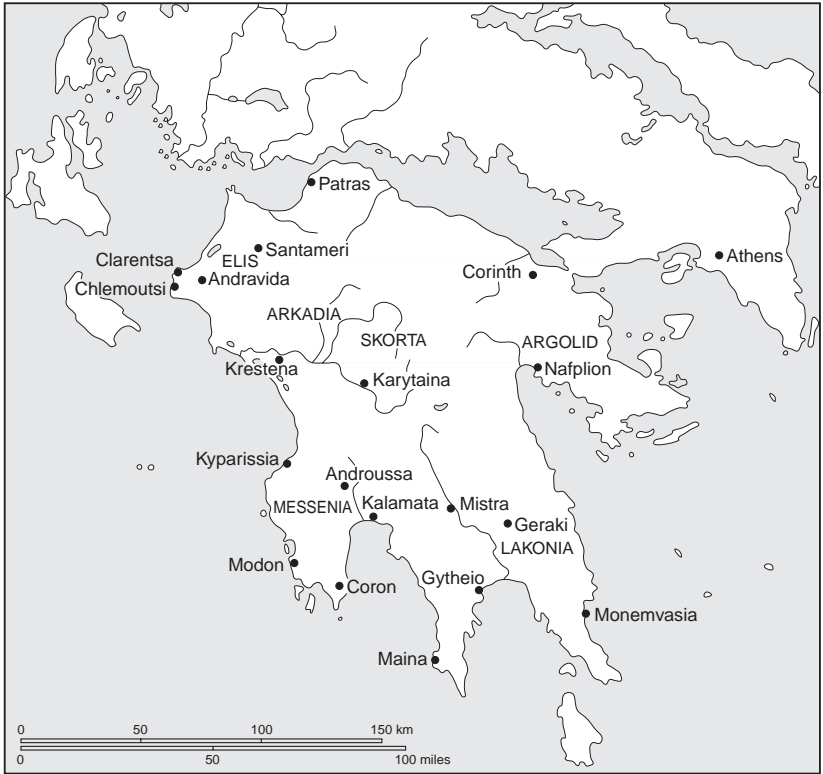 Patras
Santameri
ELIS
Clarentsa
Andravida
Chlemoutsi
Corinth
Athens
ARKADIA
SKORTA
ARGOLID
Krestena
Karytaina
Nafplion
Kyparissia
Androussa
MESSENIA
Kalamata
Mistra
Geraki
LAKONIA
Modon
Coron
Gytheio
Monemvasia
Maina
0 50 100 150 km
0 50 100 miles